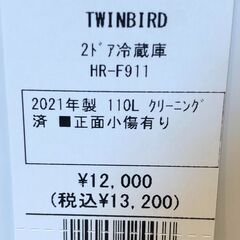 TWINBIRD
2ﾄﾞｱ冷蔵庫
HR-F911
2021年製 110L ｸﾘｰﾆﾝｸﾞ
済 ■正面小傷有り
¥12,000
(税込¥13,200)